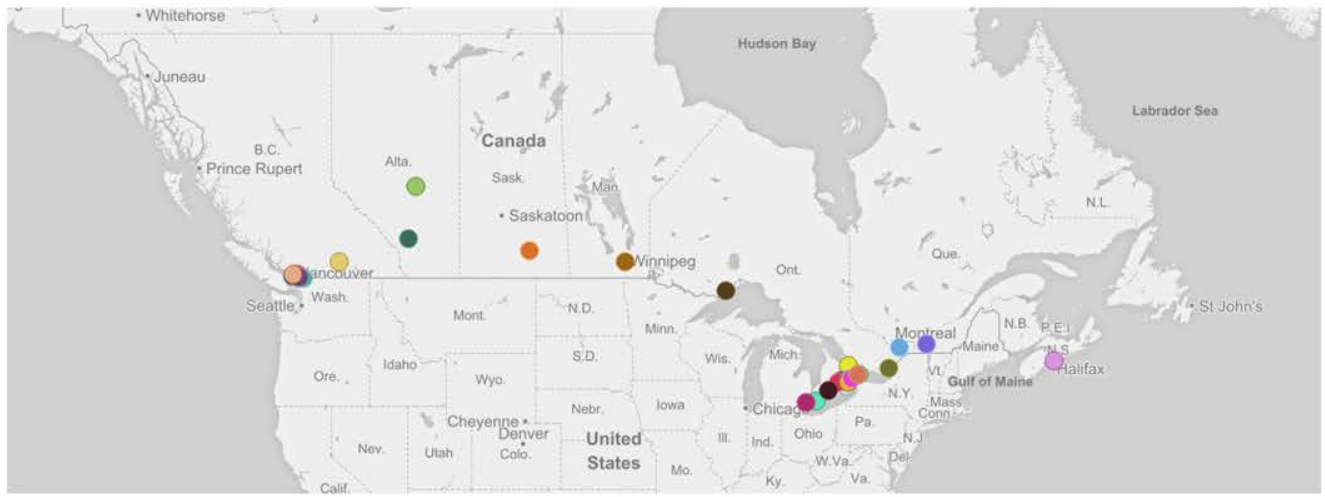 Whitehorse
Hudson Bay
Juneau
Labrador Sea
Canada
B.C.
Alta.
Prince Rupert
Sask.
Man.
N.L.
Saskatoon
Que.
Winnipeg
Ont.
Vancouver
Wash.
Seattle
St John's
Mont.
N.D.
Minn.
Montreal
N.B.
P.E.I
Maine
N.S
Idaho
S.D.
Wis.
Mich.
Vt.
Halifax
Ore.
Wyo.
Gulf of Maine
N.Y.
Mass
Conn.
Nebr.
Iowa
Chicag
Cheyenne
Pa.
Denver
Nev.
Utah
Colo.
United
States
Ill.
Ind.
Ohio
N.J
Del
Mo.
W.Va.
Ky.
Va.
Calif.